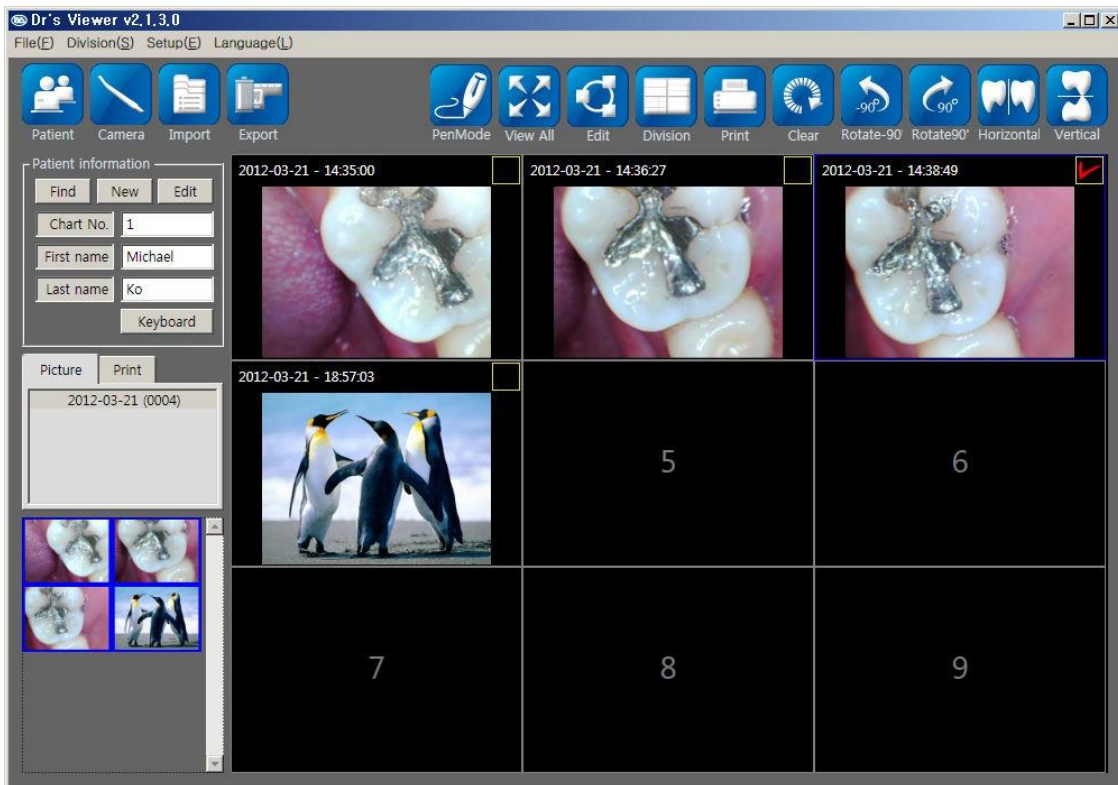 Dr's Viewer v2.1.3.0
File(F) Division(S) Setup(E) Language(L)
Patient Camera Import Export PenMode View All Edit Division Print Clear Rotate-90 Rotate90° Horizontal Vertical
-90° 90°
Patient information
Find New Edit
Chart No. 1
First name Michael
Last name Ko
Keyboard
Picture Print
2012-03-21 (0004)
2012-03-21 - 14:35:00
2012-03-21 - 14:36:27
2012-03-21 - 14:38:49
2012-03-21 - 18:57:03
5
6
7
8
9